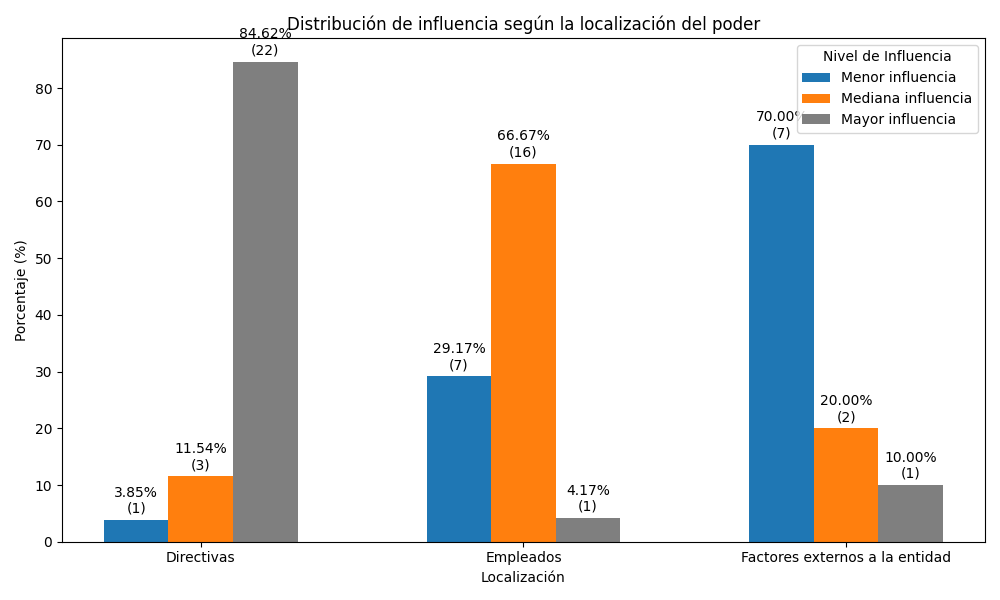 Distribución de influencia según la localización del poder
Nivel de Influencia
Menor influencia
Mediana influencia
Mayor influencia
Porcentaje (%)
80
70
60
50
40
30
20
10
0
3.85%
(1)
11.54%
(3)
84.62%
(22)
29.17%
(7)
66.67%
(16)
4.17%
(1)
70.00%
(7)
20.00%
(2)
10.00%
(1)
Directivas
Empleados
Factores externos a la entidad
Localización